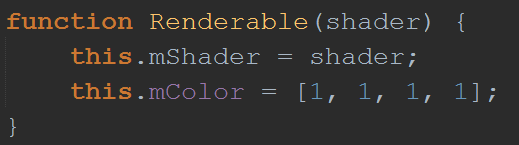 function Renderable(shader) {
    this.mShader = shader;
    this.mColor = [1, 1, 1, 1];
}